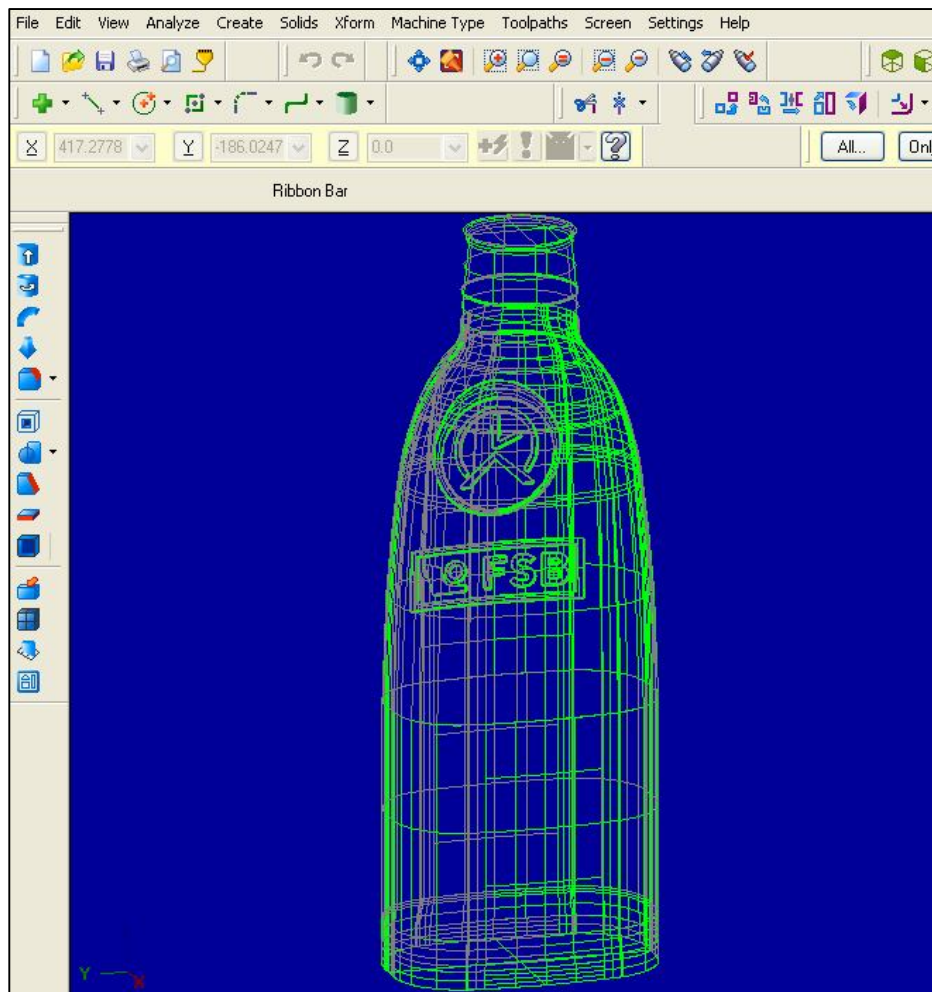 File Edit View Analyze Create Solids Xform Machine Type Toolpaths Screen Settings Help
X 417.2778 Y -186.0247 Z 0.0 All... Onl
Ribbon Bar
FSB
Y X